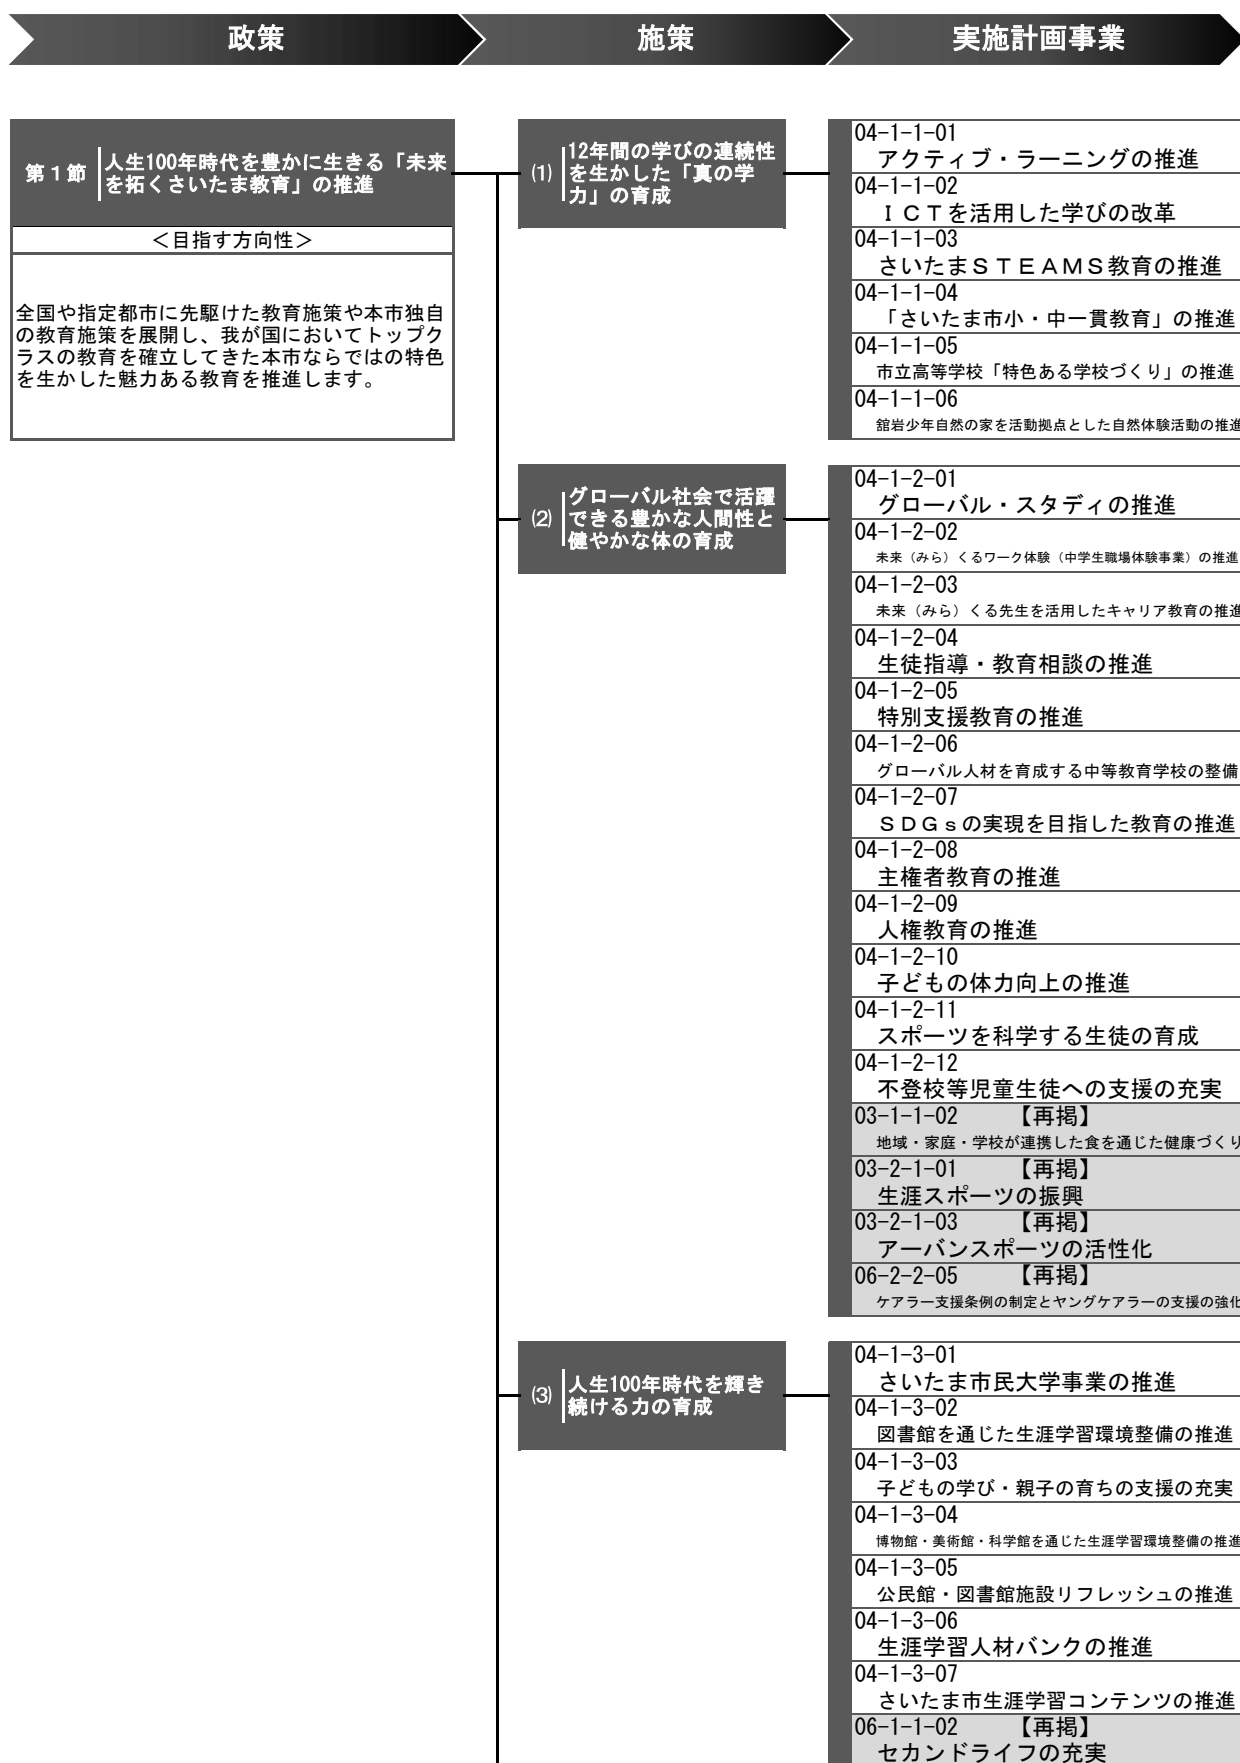 政策
施策
実施計画事業
第1節
人生100年時代を豊かに生きる「未来
を拓くさいたま教育」の推進
＜目指す方向性＞
全国や指定都市に先駆けた教育施策や本市独自
の教育施策を展開し、我が国においてトップク
ラスの教育を確立してきた本市ならではの特色
を生かした魅力ある教育を推進します。
⑴
12年間の学びの連続性
を生かした「真の学
力」の育成
04-1-1-01
アクティブ・ラーニングの推進
04-1-1-02
ＩＣＴを活用した学びの改革
04-1-1-03
さいたまＳＴＥＡＭＳ教育の推進
04-1-1-04
「さいたま市小・中一貫教育」の推進
04-1-1-05
市立高等学校「特色ある学校づくり」の推進
04-1-1-06
舘岩少年自然の家を活動拠点とした自然体験活動の推進
⑵
グローバル社会で活躍
できる豊かな人間性と
健やかな体の育成
04-1-2-01
グローバル・スタディの推進
04-1-2-02
未来（みら）くるワーク体験（中学生職場体験事業）の推進
04-1-2-03
未来（みら）くる先生を活用したキャリア教育の推進
04-1-2-04
生徒指導・教育相談の推進
04-1-2-05
特別支援教育の推進
04-1-2-06
グローバル人材を育成する中等教育学校の整備
04-1-2-07
ＳＤＧｓの実現を目指した教育の推進
04-1-2-08
主権者教育の推進
04-1-2-09
人権教育の推進
04-1-2-10
子どもの体力向上の推進
04-1-2-11
スポーツを科学する生徒の育成
04-1-2-12
不登校等児童生徒への支援の充実
03-1-1-02　【再掲】
地域・家庭・学校が連携した食を通じた健康づくり
03-2-1-01　【再掲】
生涯スポーツの振興
03-2-1-03　【再掲】
アーバンスポーツの活性化
06-2-2-05　【再掲】
ケアラー支援条例の制定とヤングケアラーの支援の強化
⑶
人生100年時代を輝き
続ける力の育成
04-1-3-01
さいたま市民大学事業の推進
04-1-3-02
図書館を通じた生涯学習環境整備の推進
04-1-3-03
子どもの学び・親子の育ちの支援の充実
04-1-3-04
博物館・美術館・科学館を通じた生涯学習環境整備の推進
04-1-3-05
公民館・図書館施設リフレッシュの推進
04-1-3-06
生涯学習人材バンクの推進
04-1-3-07
さいたま市生涯学習コンテンツの推進
06-1-1-02　【再掲】
セカンドライフの充実